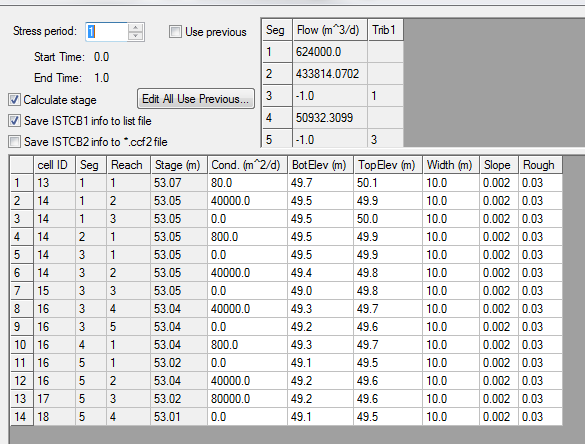 Stress period: 1 Use previous
Start Time: 0.0
End Time: 1.0
Calculate stage Edit All Use Previous...
Save ISTCB1 info to list file
Save ISTCB2 info to *.ccf2 file
Seg Flow (m^3/d) Trib1
1 624000.0
2 433814.0702
3 -1.0 1
4 50932.3099
5 -1.0 3
cell ID Seg Reach Stage (m) Cond. (m^2/d) BotElev (m) TopElev (m) Width (m) Slope Rough
1 13 1 1 53.07 80.0 49.7 50.1 10.0 0.002 0.03
2 14 1 2 53.05 40000.0 49.5 49.9 10.0 0.002 0.03
3 14 1 3 53.05 0.0 49.5 50.0 10.0 0.002 0.03
4 14 2 1 53.05 800.0 49.5 49.9 10.0 0.002 0.03
5 14 3 1 53.05 0.0 49.5 49.9 10.0 0.002 0.03
6 14 3 2 53.05 40000.0 49.4 49.8 10.0 0.002 0.03
7 15 3 3 53.05 0.0 49.0 49.8 10.0 0.002 0.03
8 16 3 4 53.04 40000.0 49.3 49.7 10.0 0.002 0.03
9 16 3 5 53.04 0.0 49.2 49.6 10.0 0.002 0.03
10 16 4 1 53.04 800.0 49.3 49.7 10.0 0.002 0.03
11 16 5 1 53.02 0.0 49.1 49.5 10.0 0.002 0.03
12 16 5 2 53.04 40000.0 49.2 49.6 10.0 0.002 0.03
13 17 5 3 53.02 80000.0 49.2 49.6 10.0 0.002 0.03
14 18 5 4 53.01 0.0 49.1 49.5 10.0 0.002 0.03